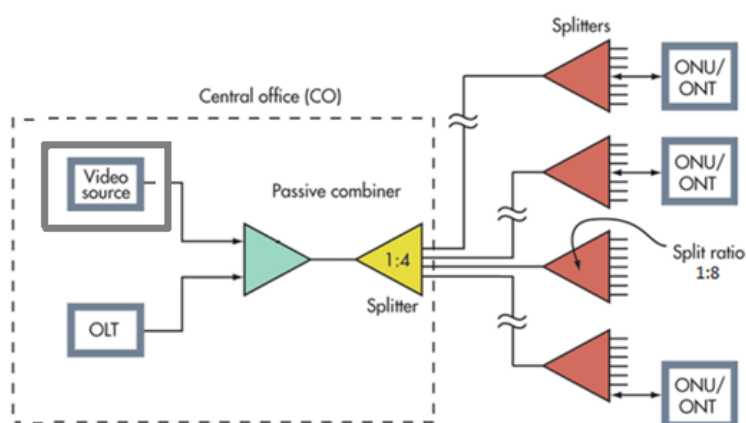 Splitters
ONU/
ONT
Central office (CO)
Video
source
Passive combiner
ONU/
ONT
1:4
Split ratio
1:8
Splitter
OLT
ONU/
ONT